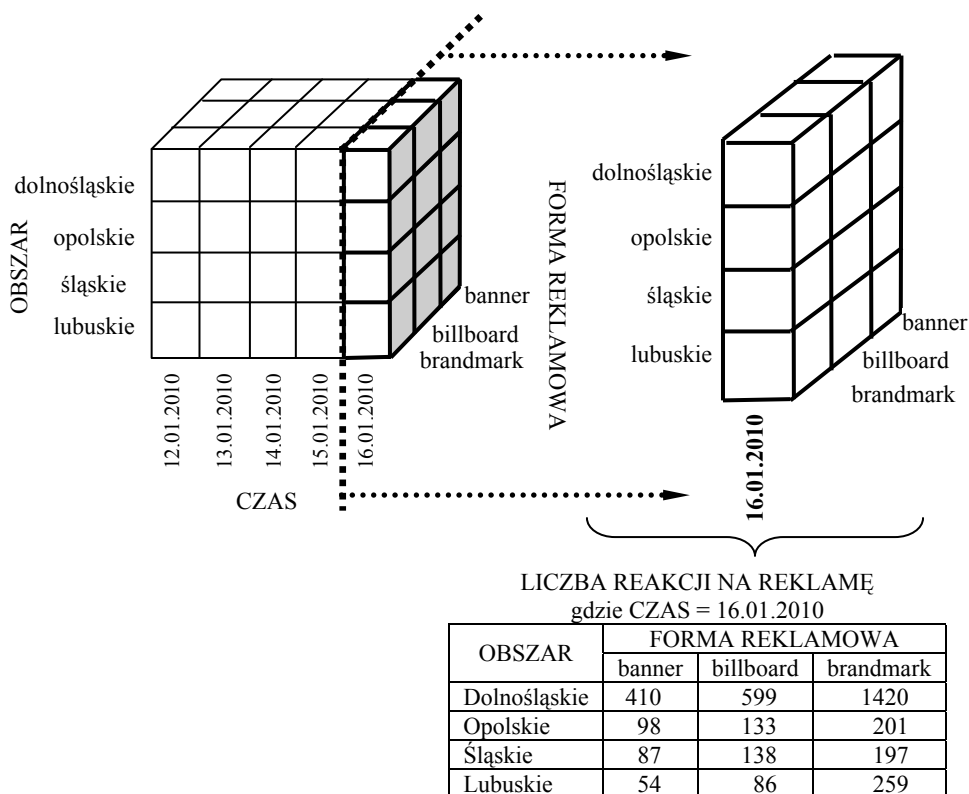 dolnośląskie
opolskie
śląskie
lubuskie
OBSZAR
banner
billboard
brandmark
12.01.2010
13.01.2010
14.01.2010
15.01.2010
16.01.2010
CZAS
FORMA REKLAMOWA
dolnośląskie
opolskie
śląskie
lubuskie
banner
billboard
brandmark
16.01.2010
LICZBA REAKCJI NA REKLAMĘ
gdzie CZAS = 16.01.2010
OBSZAR FORMA REKLAMOWA
banner billboard brandmark
Dolnośląskie 410 599 1420
Opolskie 98 133 201
Śląskie 87 138 197
Lubuskie 54 86 259